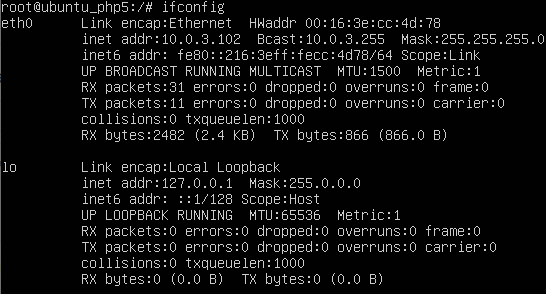 root@ubuntu_php5:/# ifconfig
eth0      Link encap:Ethernet  HWaddr 00:16:3e:cc:4d:78
          inet addr:10.0.3.102  Bcast:10.0.3.255  Mask:255.255.255.0
          inet6 addr: fe80::216:3eff:fecc:4d78/64 Scope:Link
          UP BROADCAST RUNNING MULTICAST  MTU:1500  Metric:1
          RX packets:31 errors:0 dropped:0 overruns:0 frame:0
          TX packets:11 errors:0 dropped:0 overruns:0 carrier:0
          collisions:0 txqueuelen:1000
          RX bytes:2482 (2.4 KB)  TX bytes:866 (866.0 B)

lo        Link encap:Local Loopback
          inet addr:127.0.0.1  Mask:255.0.0.0
          inet6 addr: ::1/128 Scope:Host
          UP LOOPBACK RUNNING  MTU:65536  Metric:1
          RX packets:0 errors:0 dropped:0 overruns:0 frame:0
          TX packets:0 errors:0 dropped:0 overruns:0 carrier:0
          collisions:0 txqueuelen:1000
          RX bytes:0 (0.0 B)  TX bytes:0 (0.0 B)